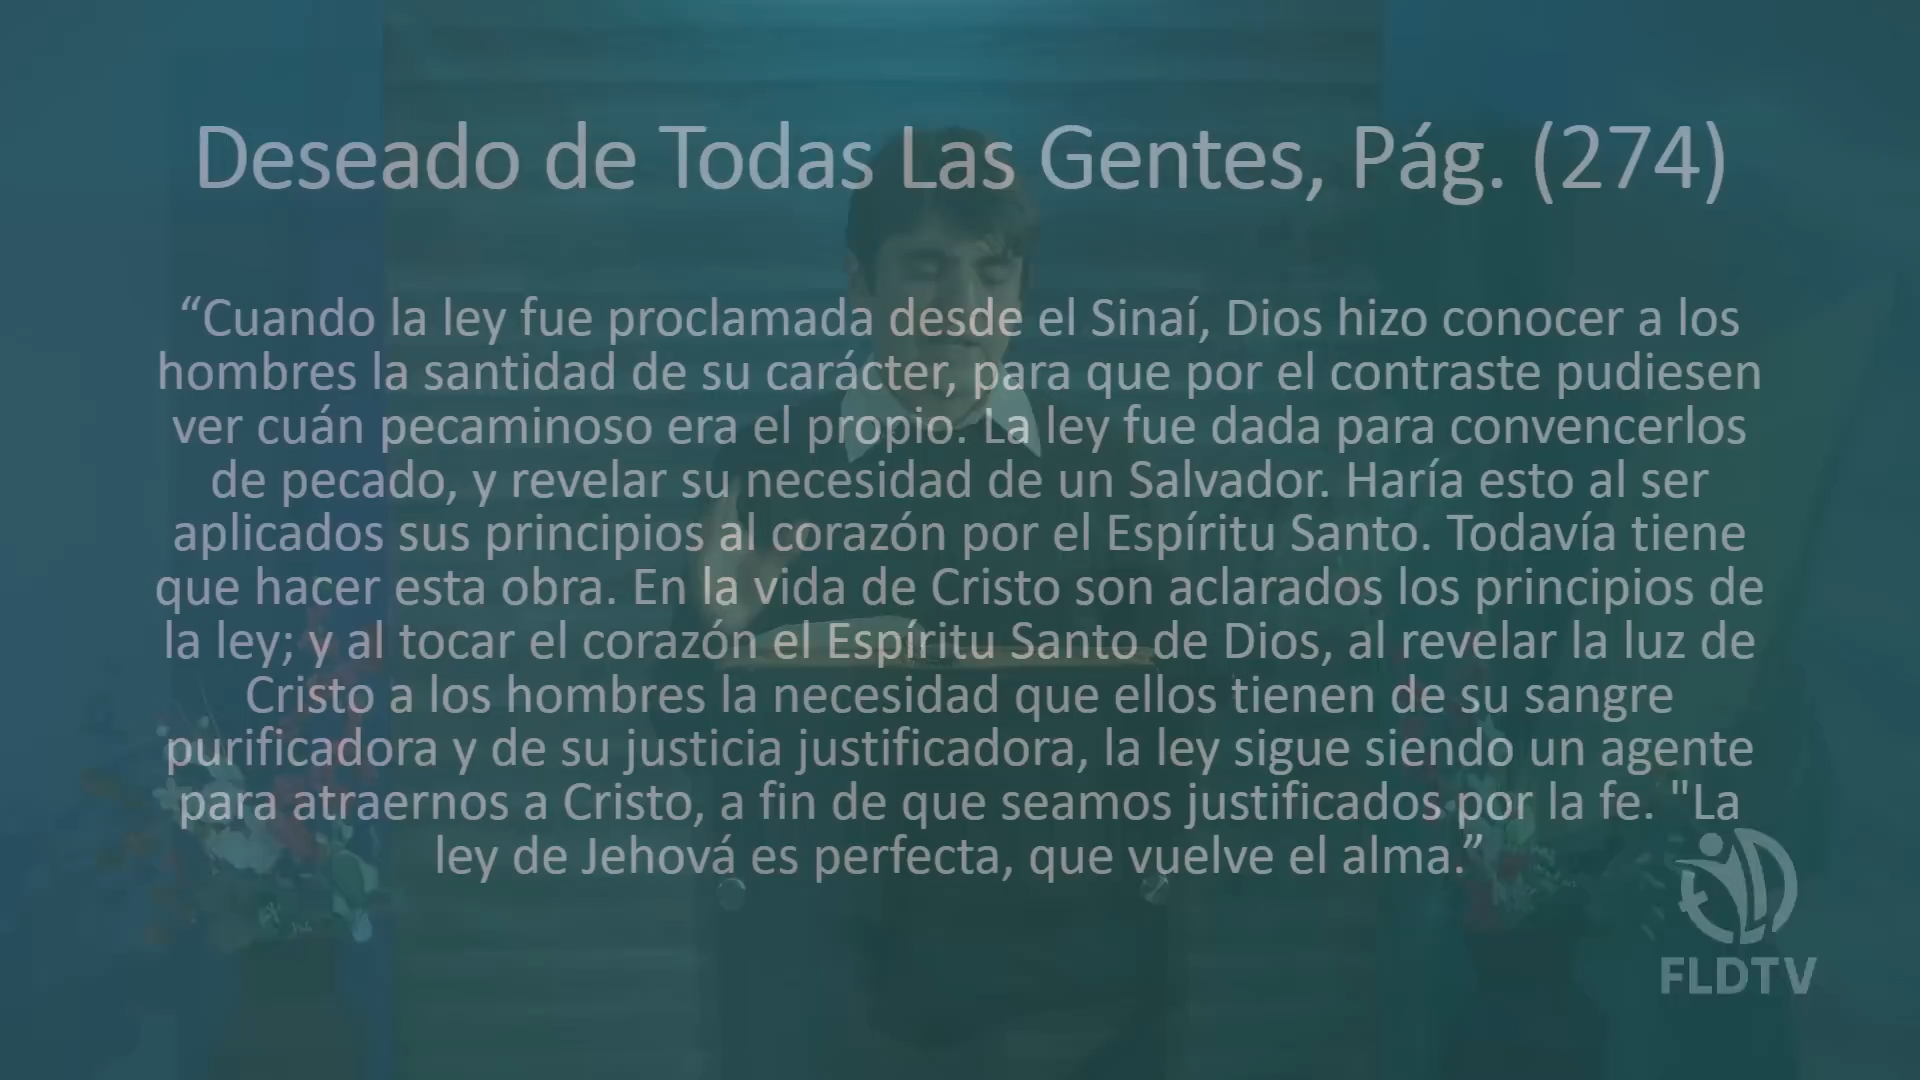 Deseado de Todas Las Gentes, Pág. (274)
“Cuando la ley fue proclamada desde el Sinaí, Dios hizo conocer a los
hombres la santidad de su carácter, para que por el contraste pudiesen
ver cuán pecaminoso era el propio. La ley fue dada para convencerlos
de pecado, y revelar su necesidad de un Salvador. Haría esto al ser
aplicados sus principios al corazón por el Espíritu Santo. Todavía tiene
que hacer esta obra. En la vida de Cristo son aclarados los principios de
la ley; y al tocar el corazón el Espíritu Santo de Dios, al revelar la luz de
Cristo a los hombres la necesidad que ellos tienen de su sangre
purificadora y de su justicia justificadora, la ley sigue siendo un agente
para atraernos a Cristo, a fin de que seamos justificados por la fe. "La
ley de Jehová es perfecta, que vuelve el alma.”
FLDTV